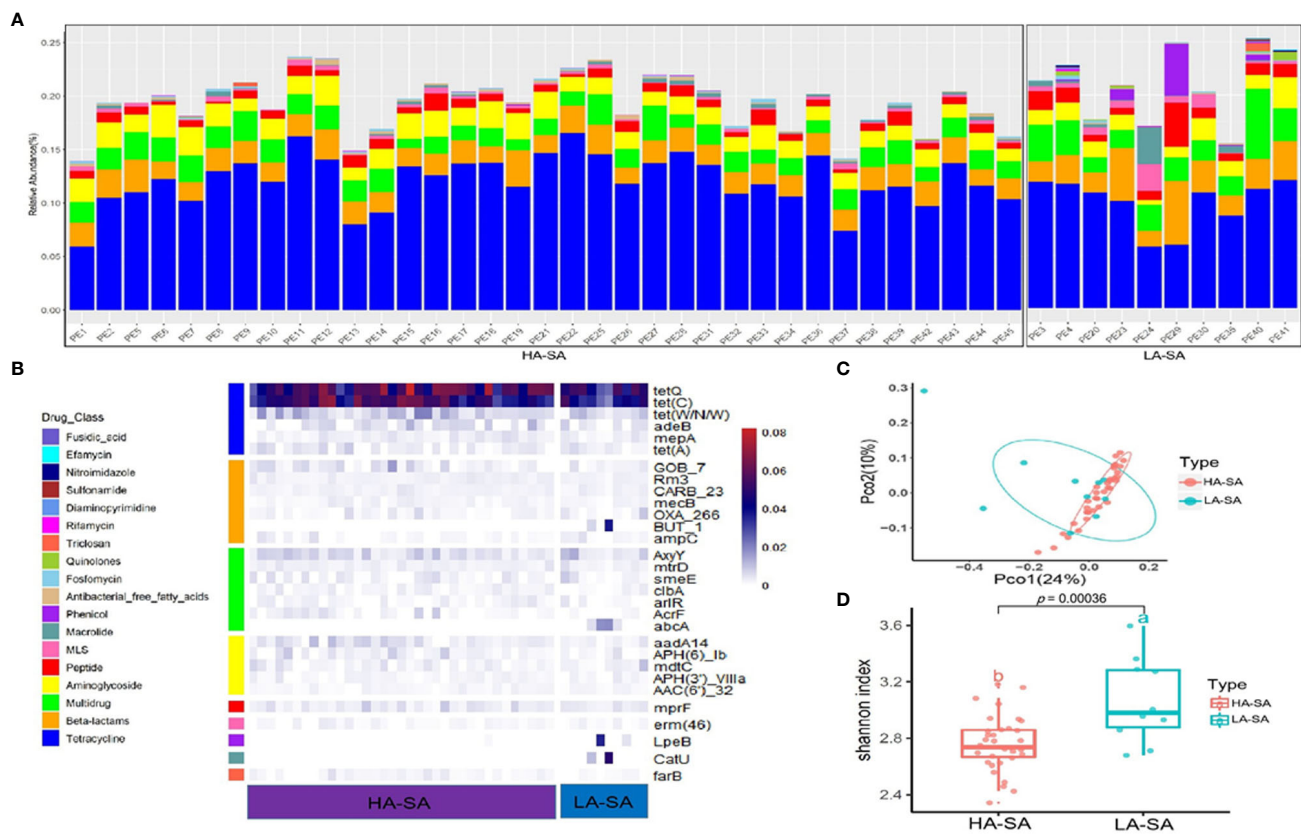 A
Relative Abundance(%)
0.25
0.20
0.15
0.10
0.05
0.00
PE1 PE2 PE5 PE6 PE7 PE8 PE9 PE10 PE11 PE12 PE13 PE14 PE15 PE16 PE17 PE18 PE19 PE21 PE22 PE25 PE26 PE27 PE28 PE31 PE32 PE33 PE34 PE36 PE37 PE38 PE39 PE42 PE43 PE44 PE45
HA-SA
PE3 PE4 PE20 PE23 PE24 PE29 PE30 PE35 PE40 PE41
LA-SA
B
Drug_Class
Fusidic_acid
Efamycin
Nitroimidazole
Sulfonamide
Diaminopyrimidine
Rifamycin
Triclosan
Quinolones
Fosfomycin
Antibacterial_free_fatty_acids
Phenicol
Macrolide
MLS
Peptide
Aminoglycoside
Multidrug
Beta-lactams
Tetracycline
tetQ
tet(C)
tet(W/N/W)
adeB
mepA
tet(A)
GOB_7
Rm3
CARB_23
mecB
OXA_266
BUT_1
ampC
AxyY
mtrD
smeE
clbA
arlR
AcrF
abcA
aadA14
APH(6)_Ib
mdtC
APH(3')_VIIIa
AAC(6')_32
mprF
erm(46)
LpeB
CatU
farB
0.08
0.06
0.04
0.02
0
HA-SA
LA-SA
C
Pco2(10%)
0.3
0.1
0.0
−0.1
−0.4
−0.2
0.0
0.2
Pco1(24%)
Type
HA-SA
LA-SA
D
p = 0.00036
shannon index
3.6
3.2
2.8
2.4
a
b
HA-SA
LA-SA
Type
HA-SA
LA-SA